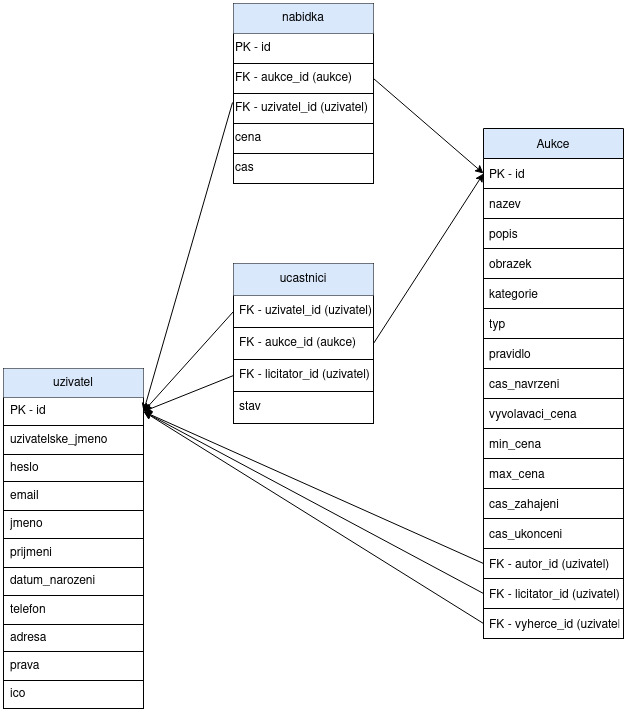 nabidka
PK - id
FK - aukce_id (aukce)
FK - uzivatel_id (uzivatel)
cena
cas
ucastnici
FK - uzivatel_id (uzivatel)
FK - aukce_id (aukce)
FK - licitator_id (uzivatel)
stav
uzivatel
PK - id
uzivatelske_jmeno
heslo
email
jmeno
prijmeni
datum_narozeni
telefon
adresa
prava
ico
Aukce
PK - id
nazev
popis
obrazek
kategorie
typ
pravidlo
cas_navrzeni
vyvolavaci_cena
min_cena
max_cena
cas_zahajeni
cas_ukonceni
FK - autor_id (uzivatel)
FK - licitator_id (uzivatel)
FK - vyherce_id (uzivatel